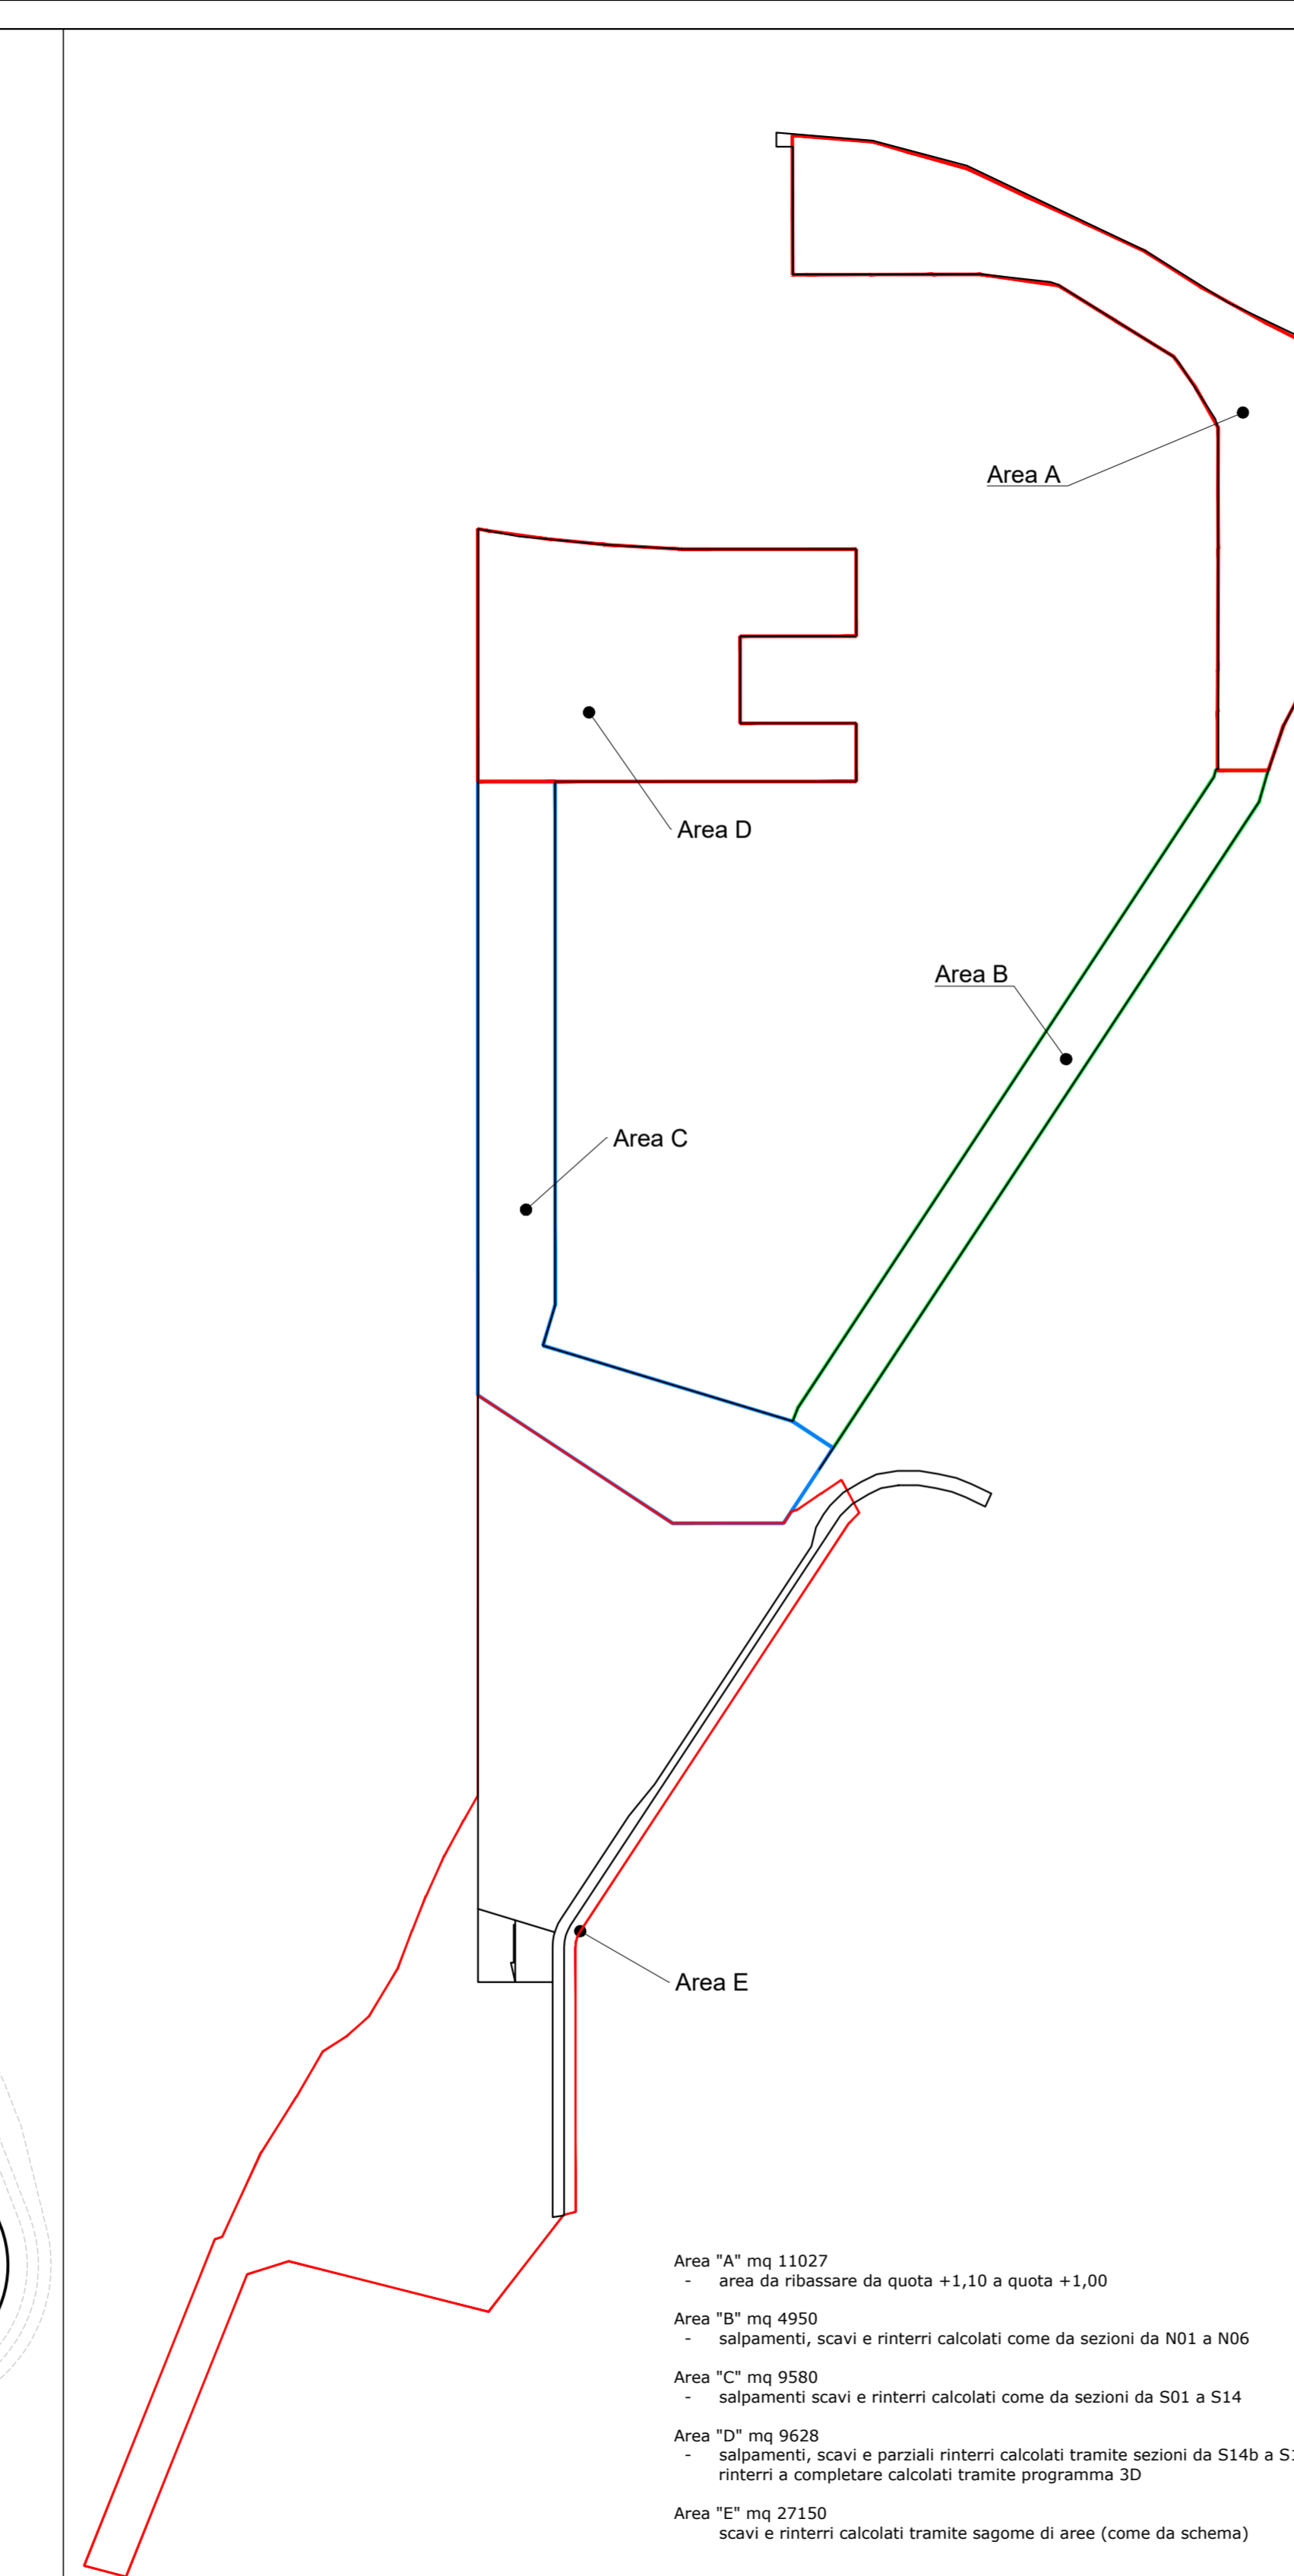 Area A
Area D
Area B
Area C
Area E
Area "A" mq 11027
- area da ribassare da quota +1,10 a quota +1,00
Area "B" mq 4950
- salpamenti, scavi e rinterri calcolati come da sezioni da N01 a N06
Area "C" mq 9580
- salpamenti scavi e rinterri calcolati come da sezioni da S01 a S14
Area "D" mq 9628
- salpamenti, scavi e parziali rinterri calcolati tramite sezioni da S14b a
rinterri a completare calcolati tramite programma 3D
Area "E" mq 27150
scavi e rinterri calcolati tramite sagome di aree (come da schema)